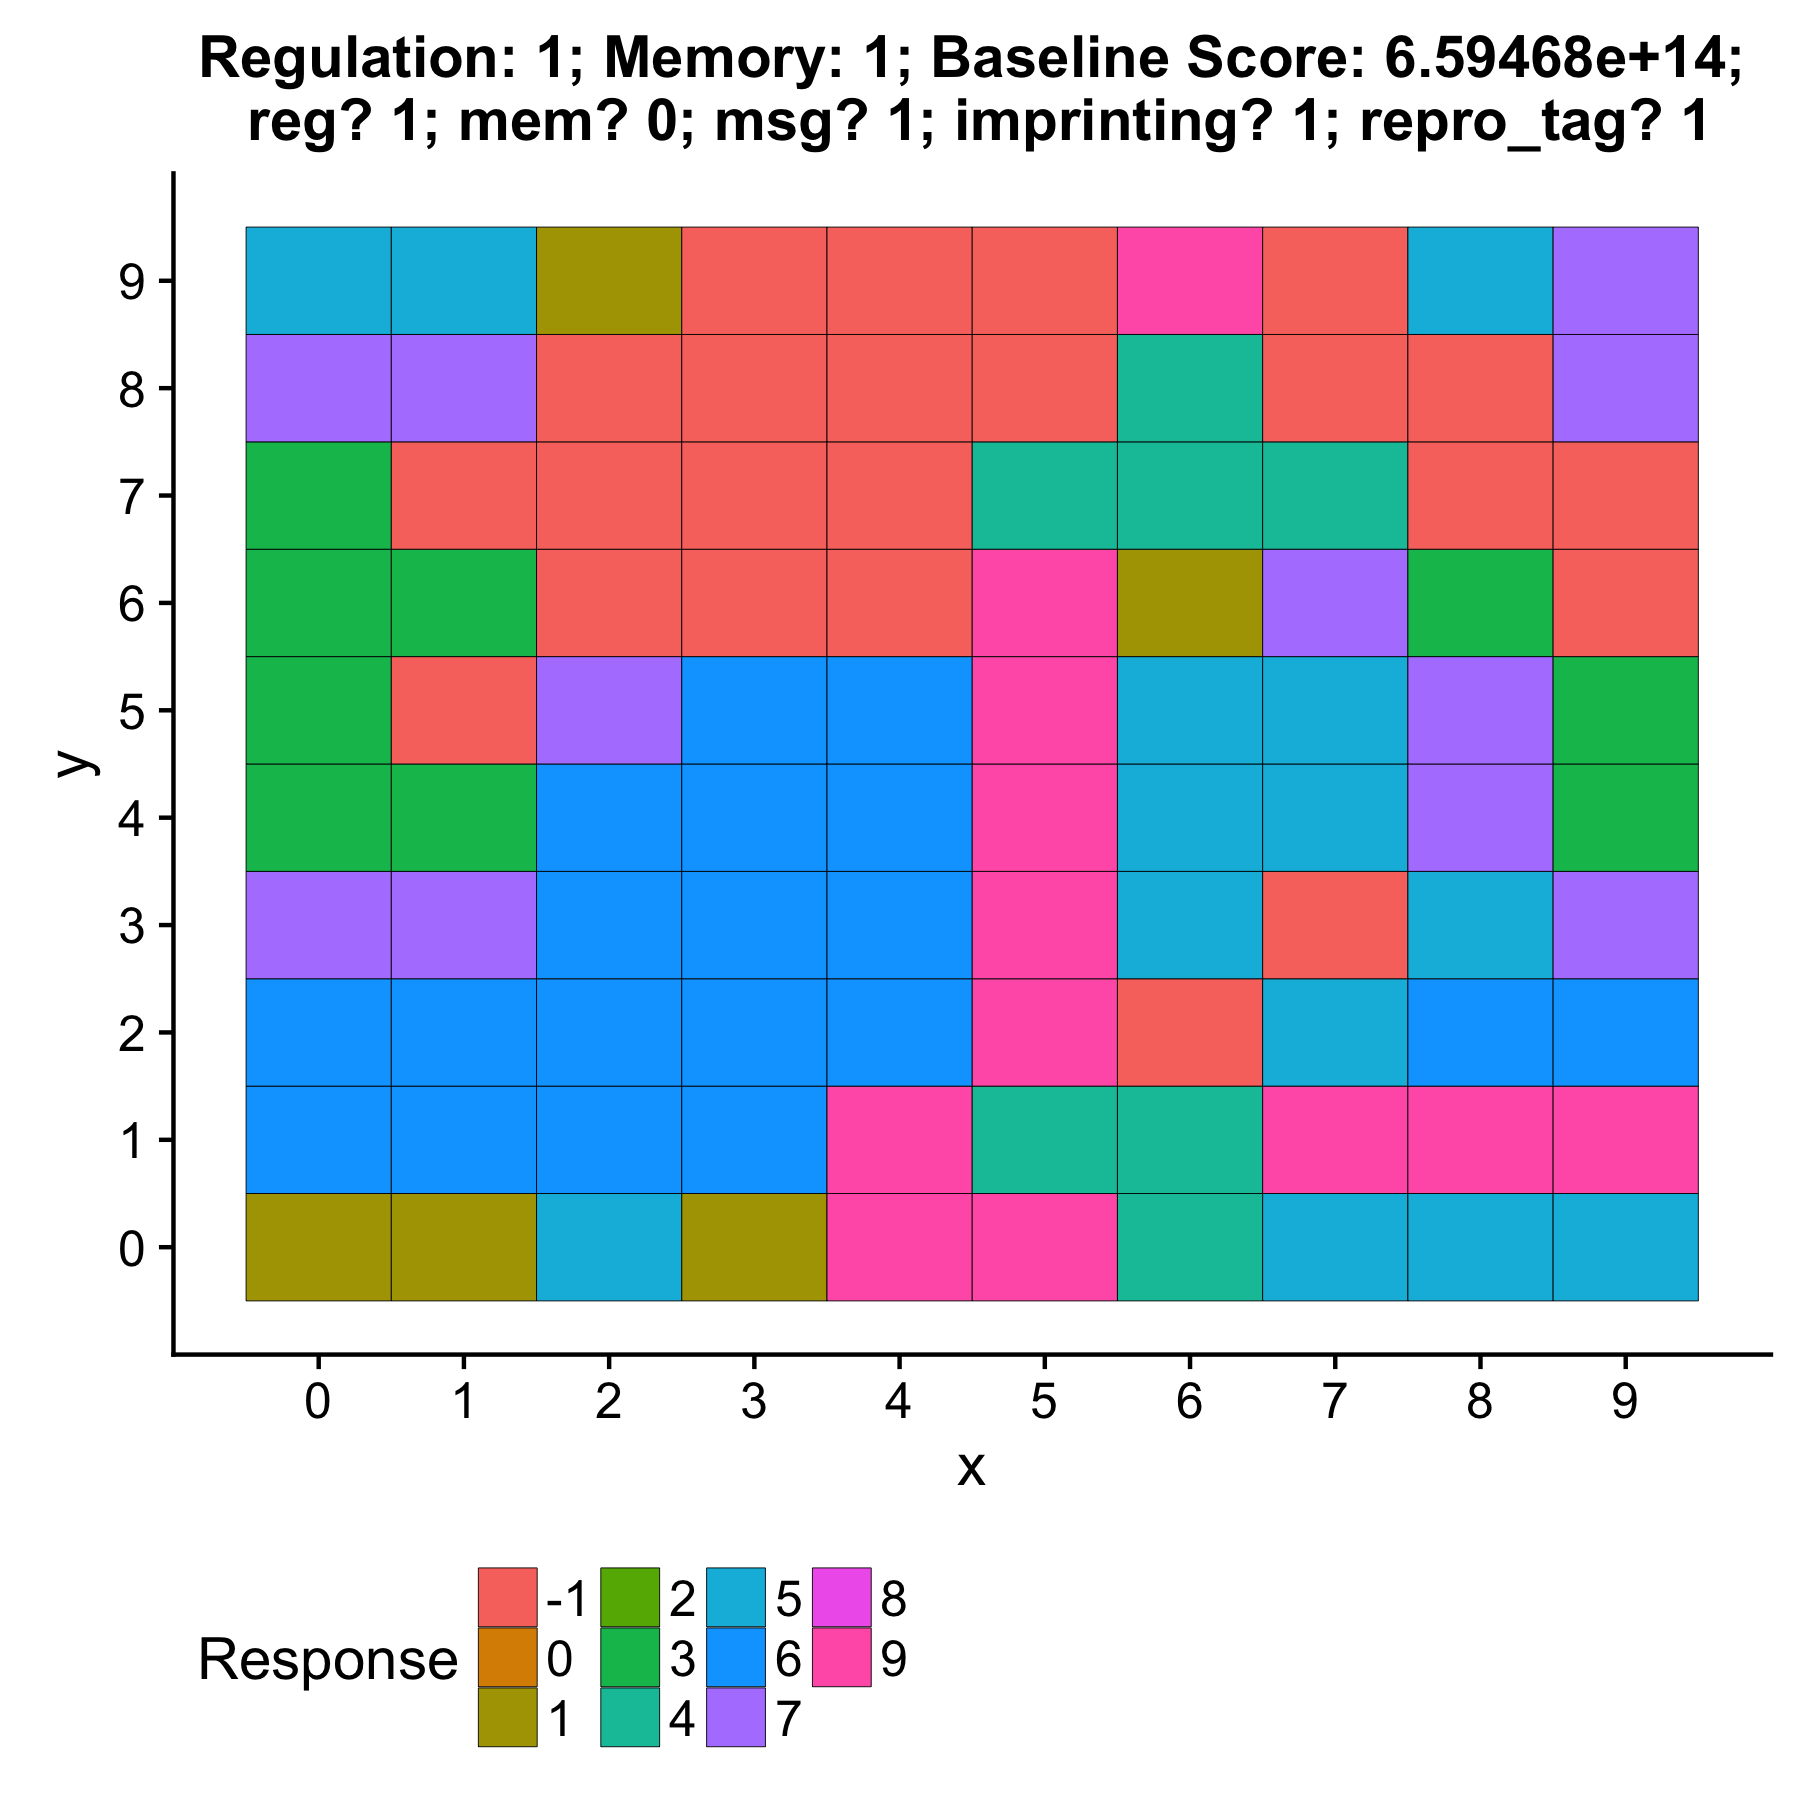 Regulation: 1; Memory: 1; Baseline Score: 6.59468e+14;
reg? 1; mem? 0; msg? 1; imprinting? 1; repro_tag? 1
9
8
7
6
5
4
3
2
1
0
y
0 1 2 3 4 5 6 7 8 9
x
Response
-1 2 5 8
0 3 6 9
1 4 7